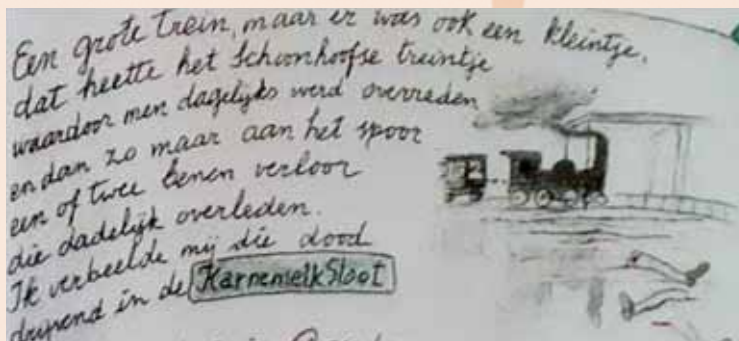 Een grote trein, maar er was ook een kleintje.
dat heette het Schoonhoofse treintje
waardoor men dagelijks werd overreden
en dan zo maar aan het spoor
een of twee benen verloor
die dadelijk overleden.
Ik verbeelde mij die dood
drijvend in de KarnemelkSloot